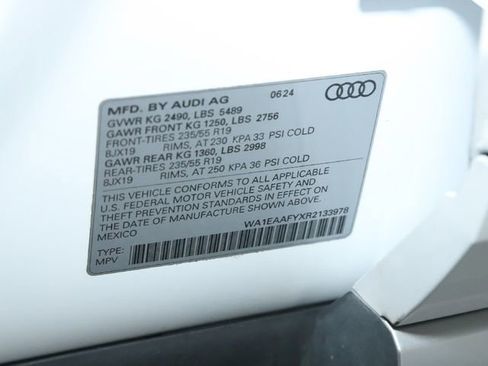 MFD. BY AUDI AG 0624
GVWR KG 2490, LBS 5489
GAWR FRONT KG 1250, LBS 2756
FRONT-TIRES 235/55 R19
8JX19 RIMS, AT 230 KPA 33 PSI COLD
GAWR REAR KG 1360, LBS 2998
REAR-TIRES 235/55 R19
8JX19 RIMS, AT 250 KPA 36 PSI COLD
THIS VEHICLE CONFORMS TO ALL APPLICABLE
U.S. FEDERAL MOTOR VEHICLE SAFETY AND
THEFT PREVENTION STANDARDS IN EFFECT ON
THE DATE OF MANUFACTURE SHOWN ABOVE.
MEXICO
WA1EAAFYXR2133978
TYPE:
MPV